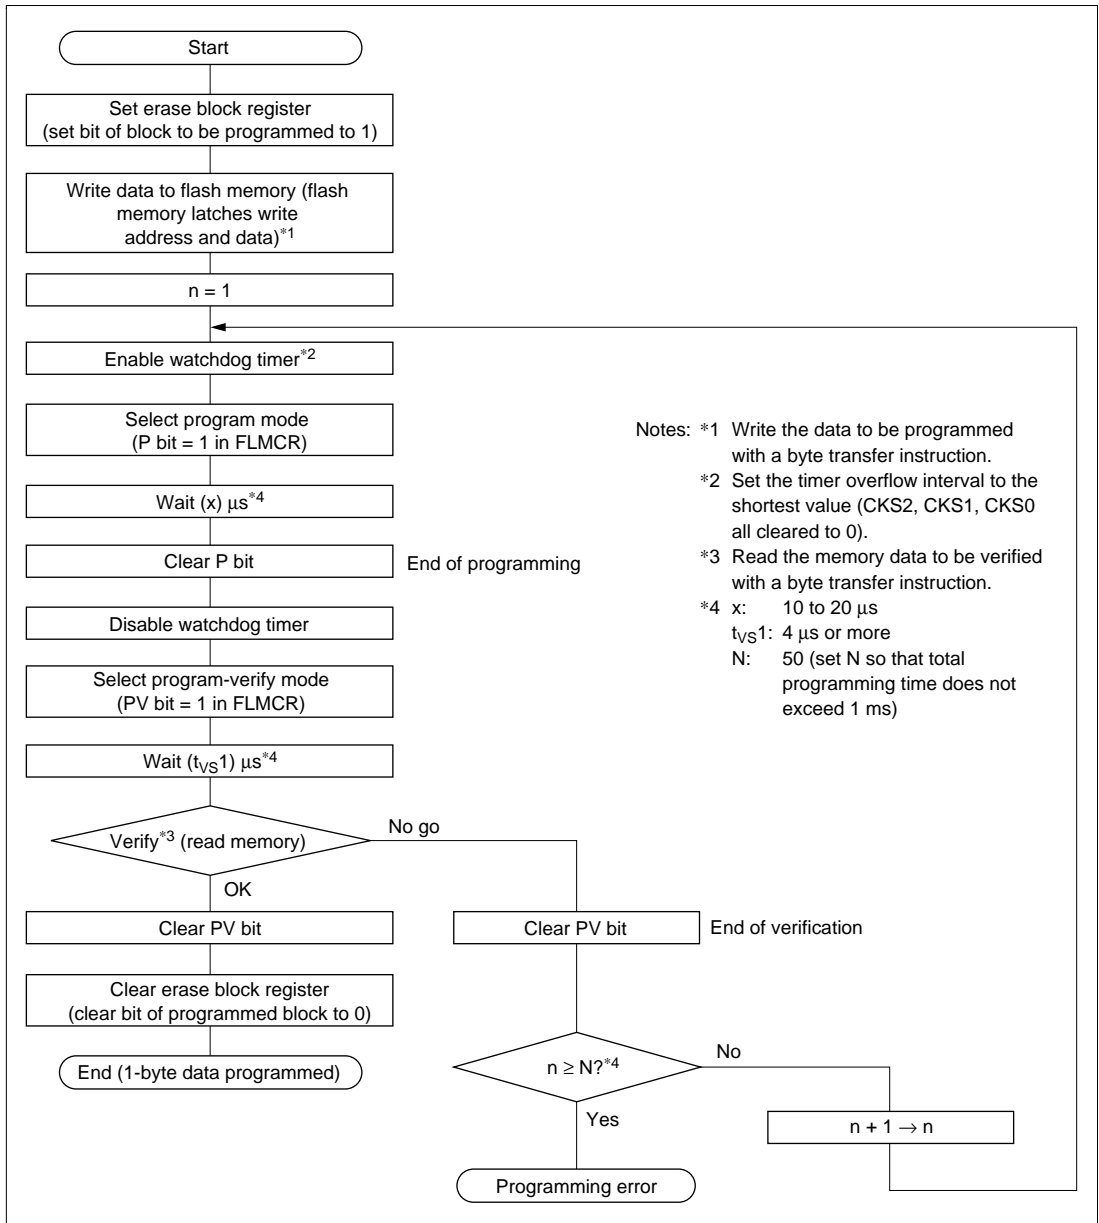 Start
Set erase block register
(set bit of block to be programmed to 1)
Write data to flash memory (flash
memory latches write
address and data)*1
n = 1
Enable watchdog timer*2
Select program mode
(P bit = 1 in FLMCR)
Wait (x) μs*4
Clear P bit
End of programming
Disable watchdog timer
Select program-verify mode
(PV bit = 1 in FLMCR)
Wait (tVS1) μs*4
Verify*3 (read memory)
No go
OK
Clear PV bit
Clear erase block register
(clear bit of programmed block to 0)
End (1-byte data programmed)
Clear PV bit
End of verification
n ≥ N?*4
No
Yes
n + 1 → n
Programming error
Notes: *1 Write the data to be programmed
with a byte transfer instruction.
*2 Set the timer overflow interval to the
shortest value (CKS2, CKS1, CKS0
all cleared to 0).
*3 Read the memory data to be verified
with a byte transfer instruction.
*4 x: 10 to 20 μs
tVS1: 4 μs or more
N: 50 (set N so that total
programming time does not
exceed 1 ms)